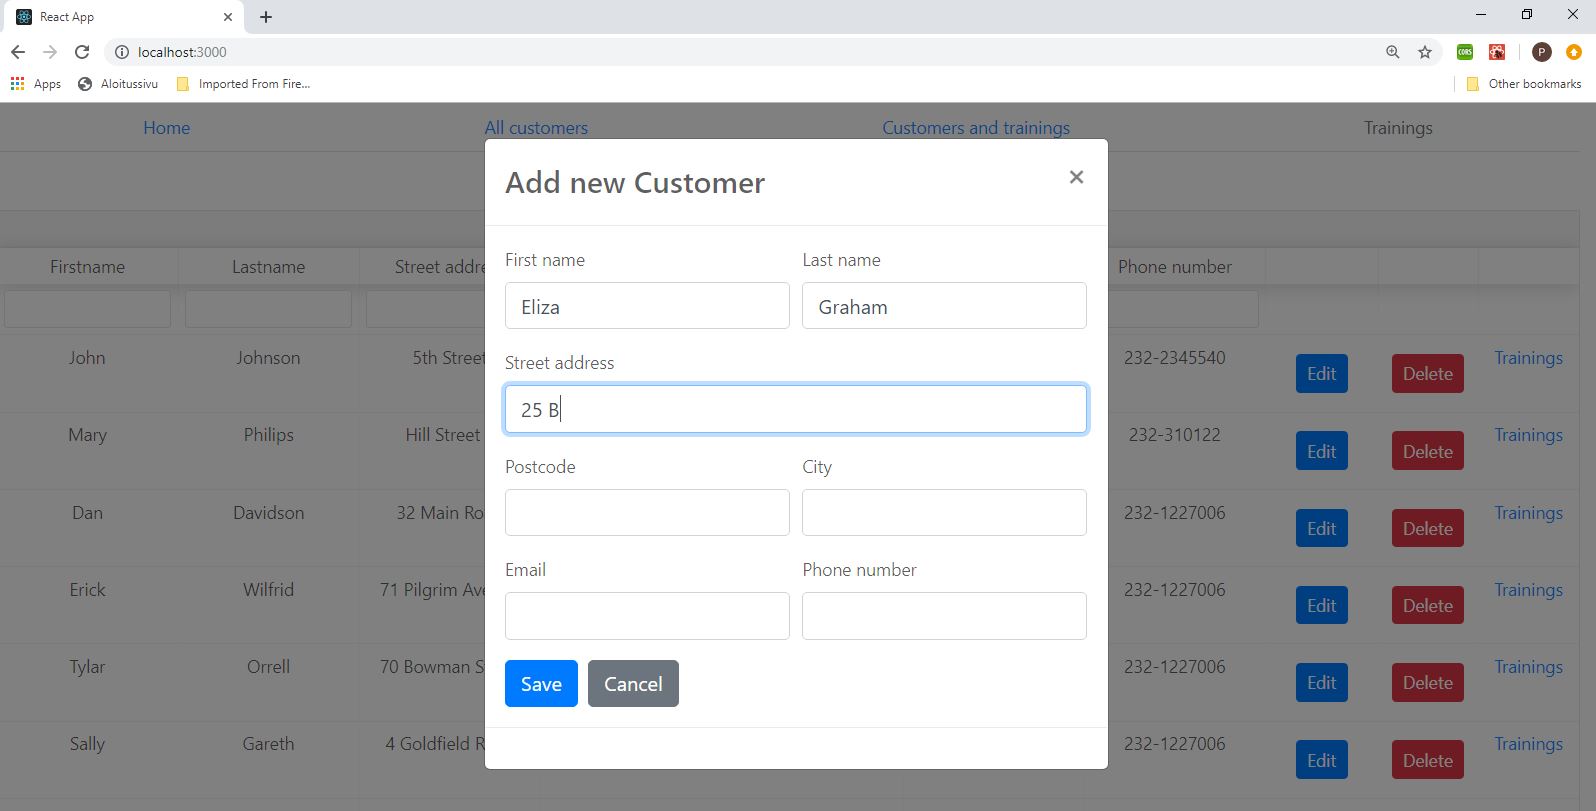 React App
localhost:3000
CORS
P
Apps
Aloitussivu
Imported From Fire...
Other bookmarks
Home
All customers
Customers and trainings
Trainings
Add new Customer
Firstname
Lastname
Street addre
Phone number
First name
Last name
Eliza
Graham
John
Johnson
5th Street
232-2345540
Edit
Delete
Trainings
Street address
25 B
Mary
Philips
Hill Street
232-310122
Edit
Delete
Trainings
Postcode
City
Dan
Davidson
32 Main Ro
232-1227006
Edit
Delete
Trainings
Email
Phone number
Erick
Wilfrid
71 Pilgrim Ave
232-1227006
Edit
Delete
Trainings
Tylar
Orrell
70 Bowman S
232-1227006
Edit
Delete
Trainings
Save
Cancel
Sally
Gareth
4 Goldfield R
232-1227006
Edit
Delete
Trainings